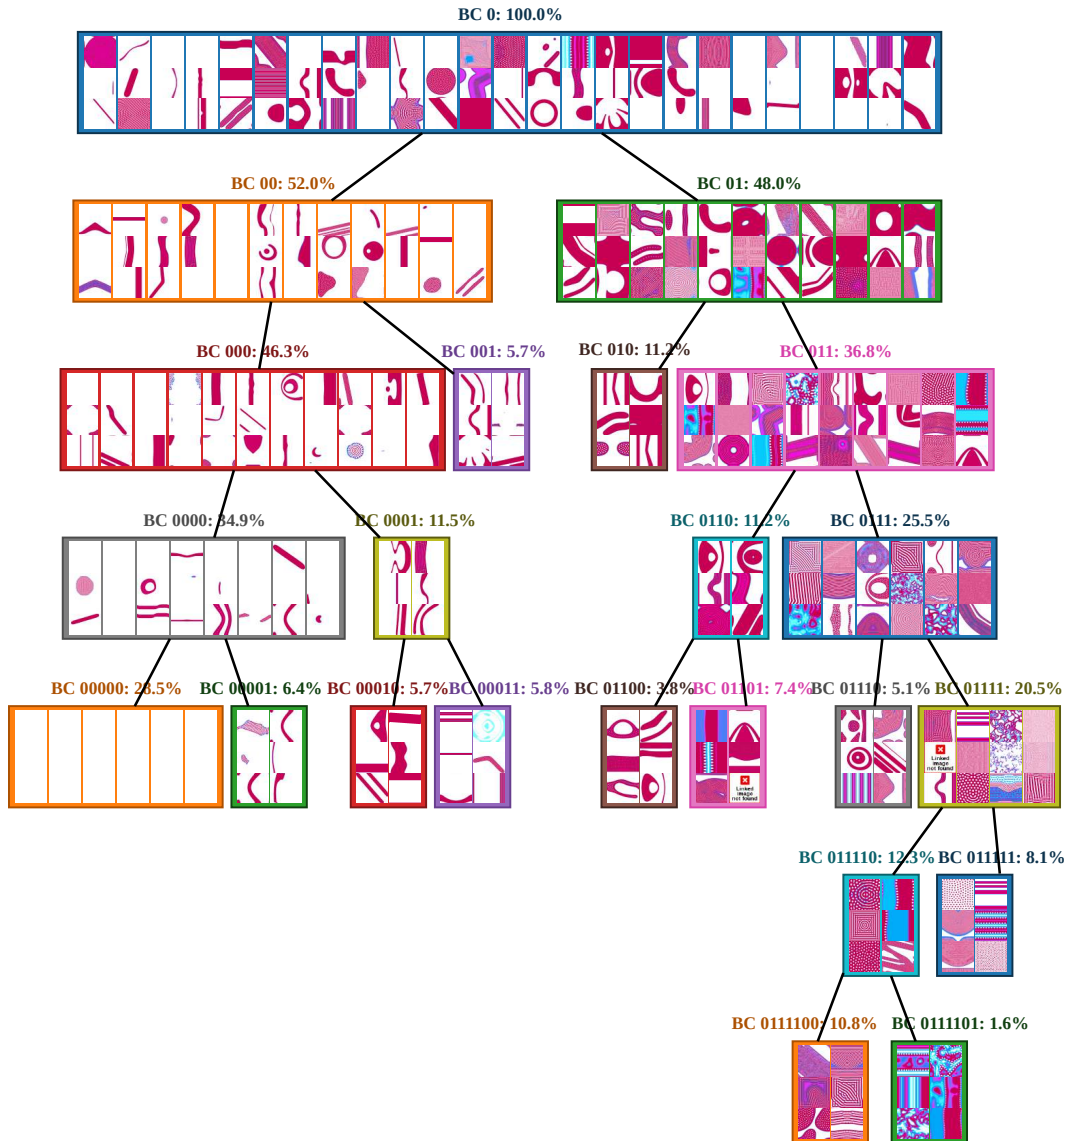 BC 0: 100.0%
BC 00: 52.0%
BC 01: 48.0%
BC 000: 46.3%
BC 001: 5.7%
BC 010: 11.2%
BC 011: 36.8%
BC 0000: 34.9%
BC 0001: 11.5%
BC 0110: 11.2%
BC 0111: 25.5%
BC 00000: 28.5%
BC 00001: 6.4%
BC 00010: 5.7%
BC 00011: 5.8%
BC 01100: 3.8%
BC 01101: 7.4%
BC 01110: 5.1%
BC 01111: 20.5%
Linked
image
not found
Linked
image
not found
BC 011110: 12.3%
BC 011111: 8.1%
BC 0111100: 10.8%
BC 0111101: 1.6%